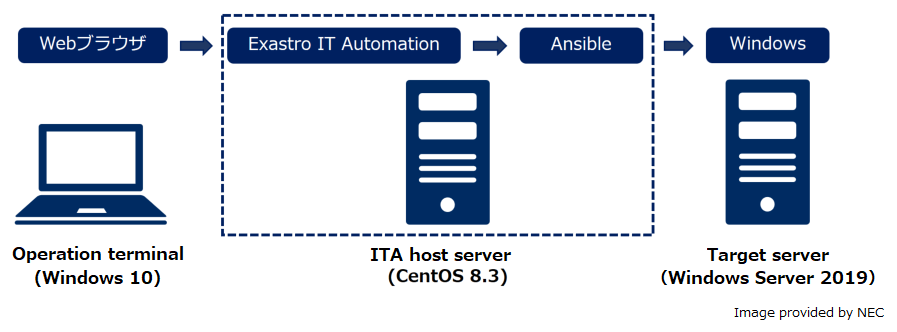 Webブラウザ
Exastro IT Automation
Ansible
Windows
Operation terminal
(Windows 10)
ITA host server
(CentOS 8.3)
Target server
(Windows Server 2019)
Image provided by NEC